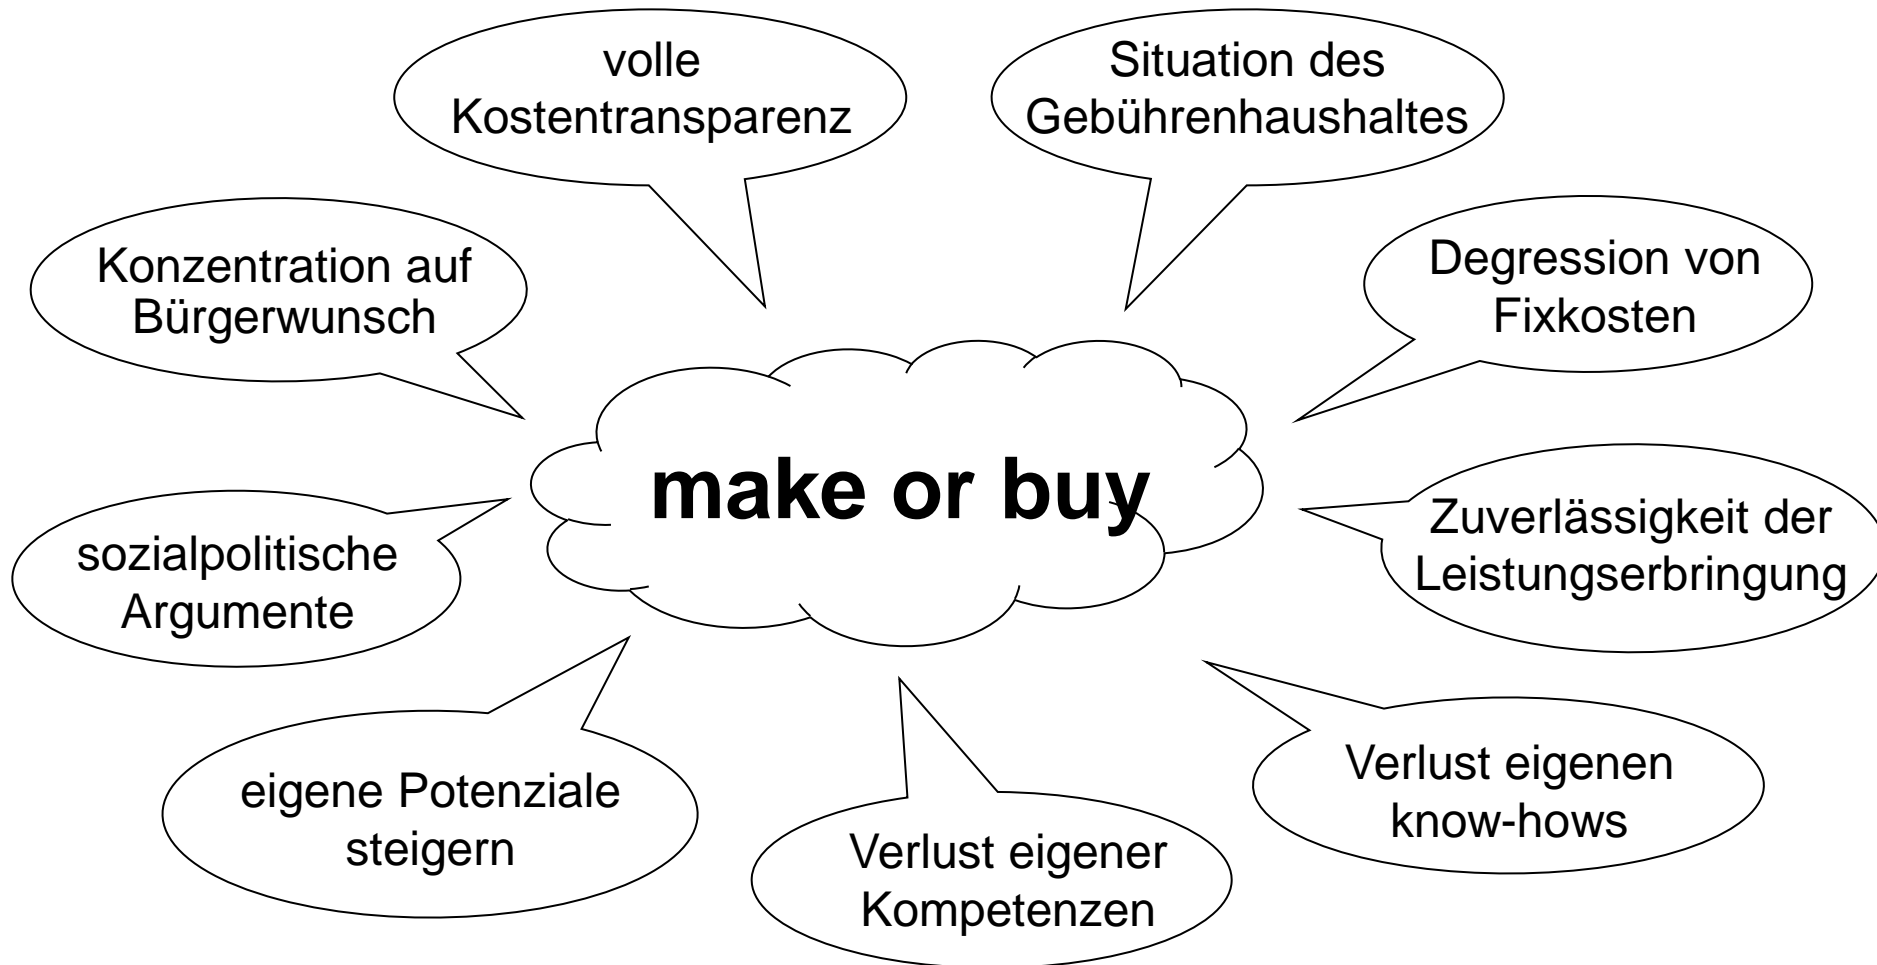 volle
Kostentransparenz
Situation des
Gebührenhaushaltes
Konzentration auf
Bürgerwunsch
Degression von
Fixkosten
make or buy
sozialpolitische
Argumente
Zuverlässigkeit der
Leistungserbringung
eigene Potenziale
steigern
Verlust eigener
Kompetenzen
Verlust eigenen
know-hows